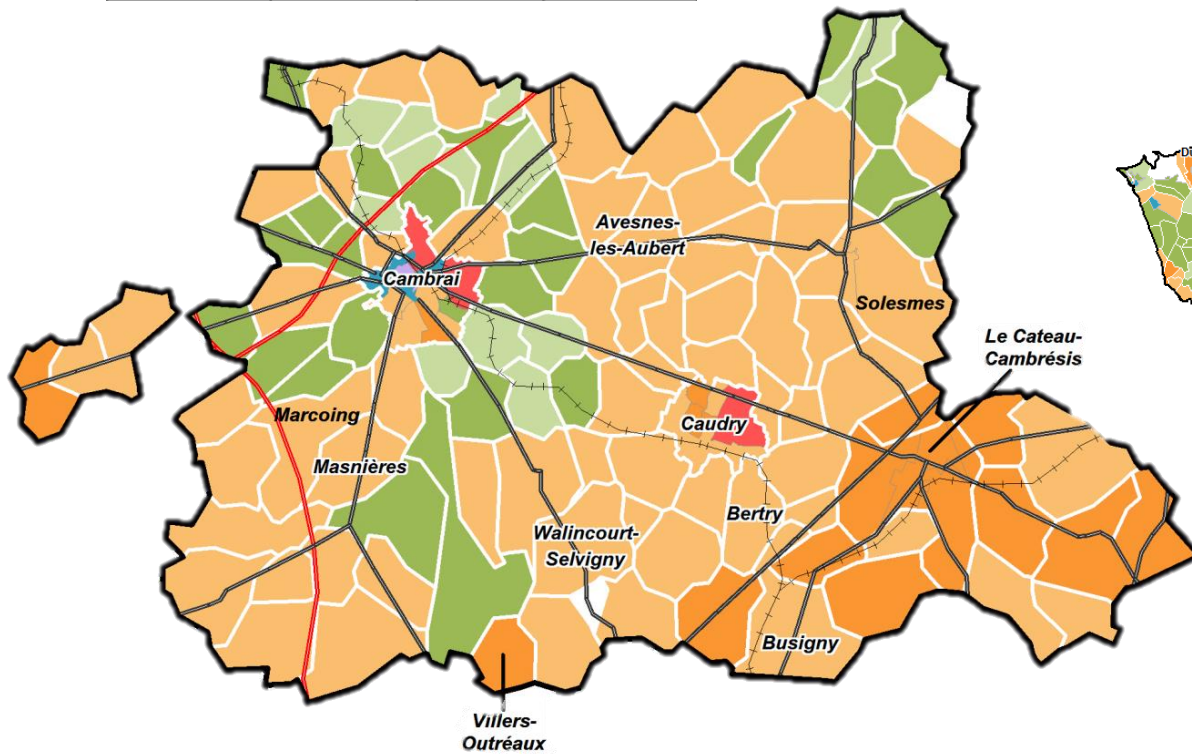 Avesnes-
les-Aubert
Cambrai
Solesmes
Le Cateau-
Cambrésis
Marcoing
Caudry
Masnières
Bertry
Walincourt-
Selvigny
Busigny
Villers-
Outréaux